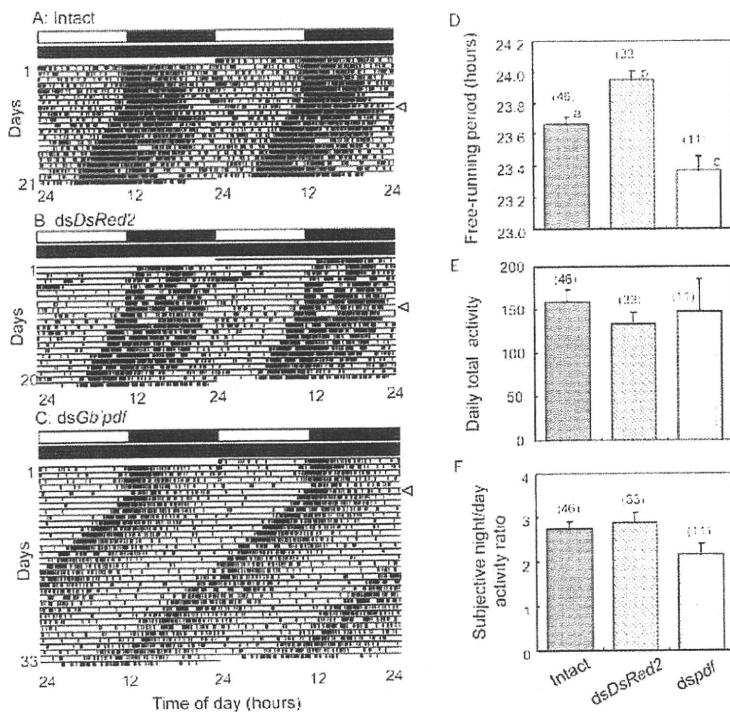 A: Intact
1
Days
21
24 12 24 12 24
B. dsDsRed2
1
Days
20
24 12 24 12 24
C: dsGb'pdf
1
Days
33
24 12 24 12 24
Time of day (hours)
D
Free-running period (hours)
24.2
24.0
23.8
23.6
23.4
23.2
23.0
(46)
a
(33
(11)
c
E
Daily total activity
200
150
100
50
0
(46)
(33)
(11)
F
Subjective night/day
activity ratio
4
3
2
1
0
(46)
(33)
(11)
Intact
dsDsRed2
dspdf